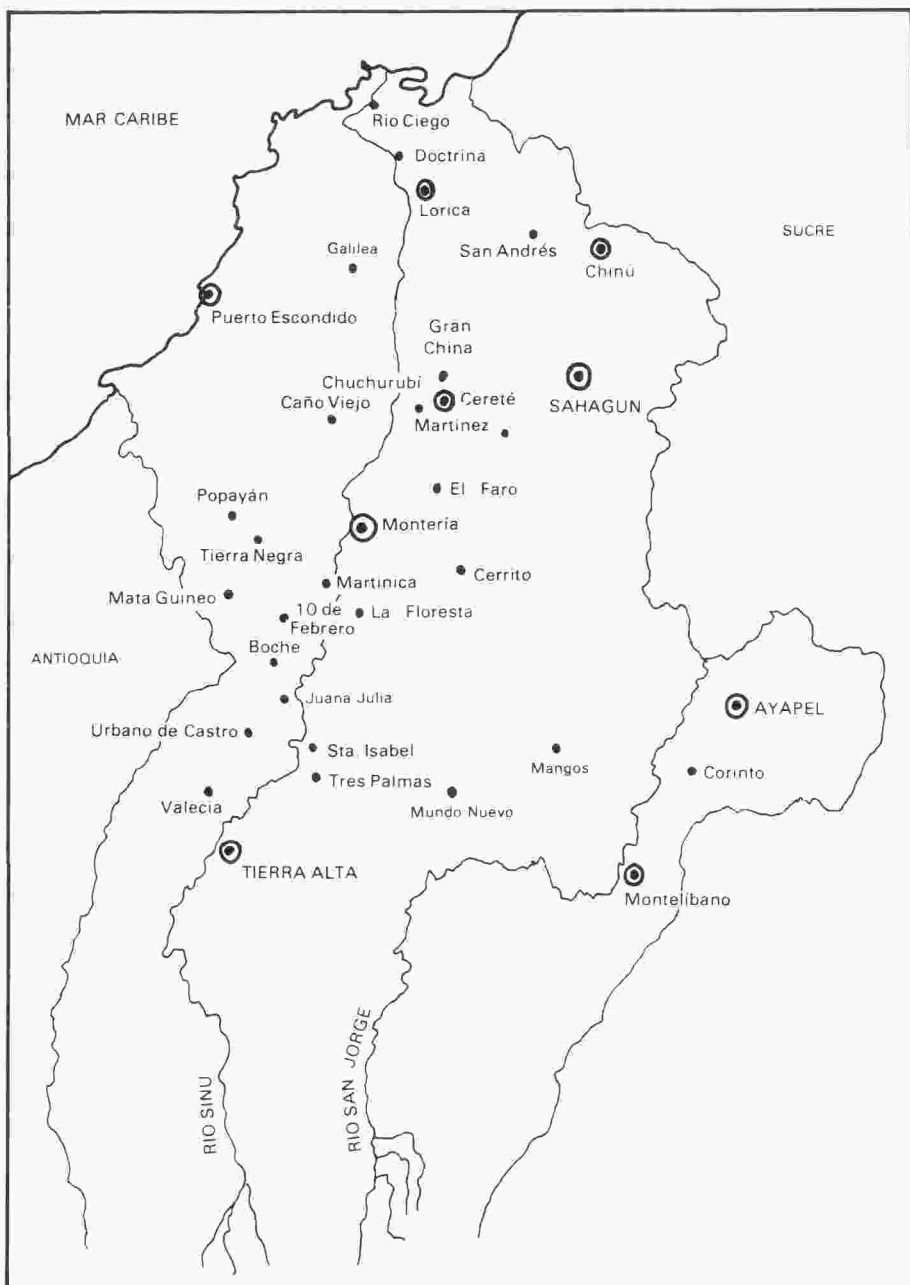 MAR CARIBE
Rio Ciego
Doctrina
Lorica
San Andrés
SUCRE
Chinú
Galilea
Puerto Escondido
Gran
China
Chuchurubí
Cereté
SAHAGUN
Caño Viejo
Martinez
El Faro
Popayán
Montería
Tierra Negra
Cerrito
Martinica
Mata Guineo
10 de
Febrero
La Floresta
Boche
ANTIOQUIA
Juana Julia
AYAPEL
Urbano de Castro
Sta. Isabel
Mangos
Corinto
Tres Palmas
Valecia
Mundo Nuevo
TIERRA ALTA
Montelíbano
RIO SINU
RIO SAN JORGE